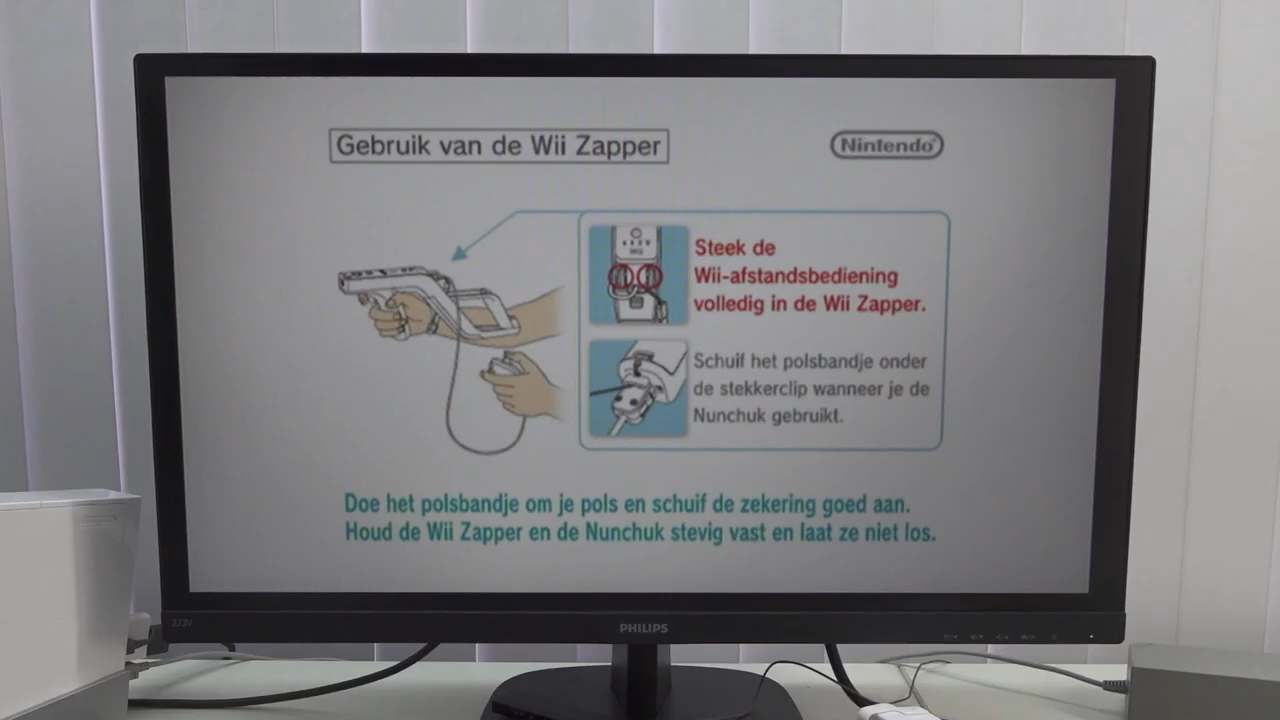 Gebruik van de Wii Zapper
Nintendo®
Steek de
Wii-afstandsbediening
volledig in de Wii Zapper.
Schuif het polsbandje onder
de stekkerclip wanneer je de
Nunchuk gebruikt.
Doe het polsbandje om je pols en schuif de zekering goed aan.
Houd de Wii Zapper en de Nunchuk stevig vast en laat ze niet los.
273V
PHILIPS